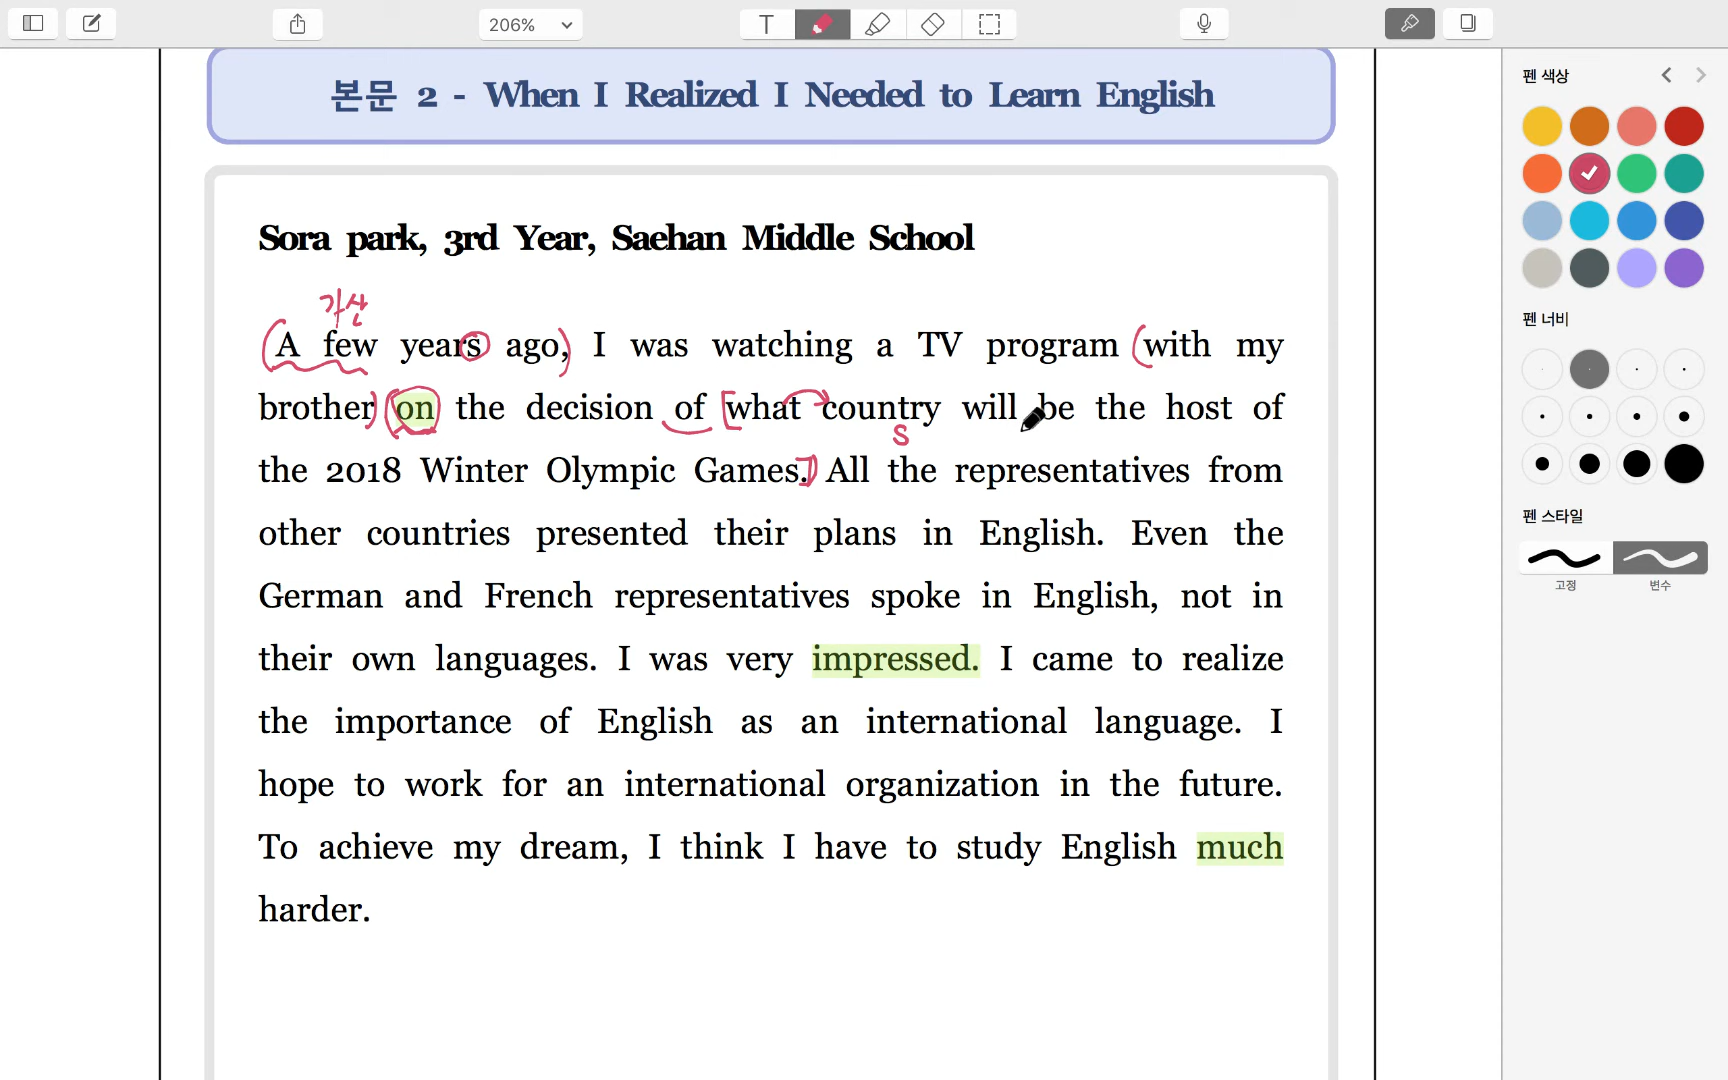 206%
T
본문 2 - When I Realized I Needed to Learn English
Sora park, 3rd Year, Saehan Middle School
가산
A few years ago, I was watching a TV program with my
brother on the decision of what country will be the host of
S
the 2018 Winter Olympic Games. All the representatives from
other countries presented their plans in English. Even the
German and French representatives spoke in English, not in
their own languages. I was very impressed. I came to realize
the importance of English as an international language. I
hope to work for an international organization in the future.
To achieve my dream, I think I have to study English much
harder.
펜 색상
펜 너비
펜 스타일
고정
변수